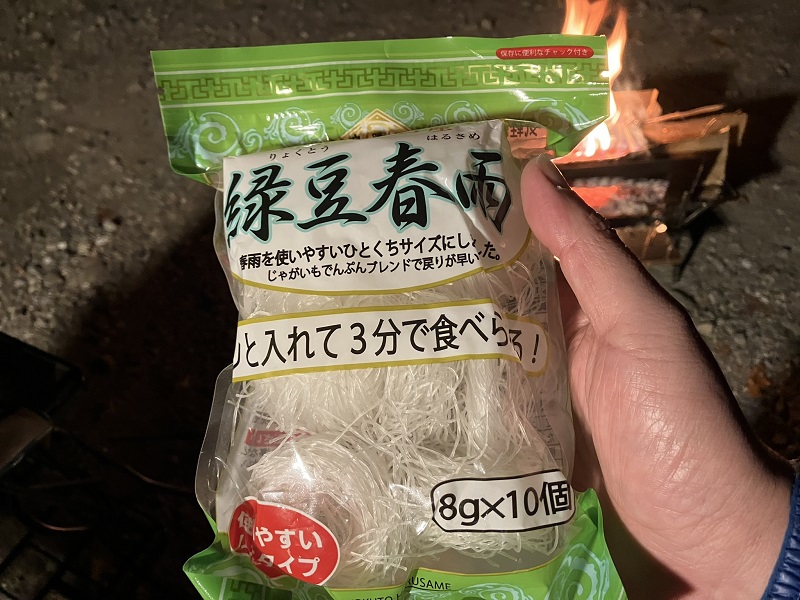 保存に便利なチャック付き
りょくとう はるさめ
緑豆春雨
春雨を使いやすいひとくちサイズにしました。
じゃがいもでんぷんブレンドで戻りが早い
と入れて3分で食べら る!
8g×10個
使いやすい
タイプ